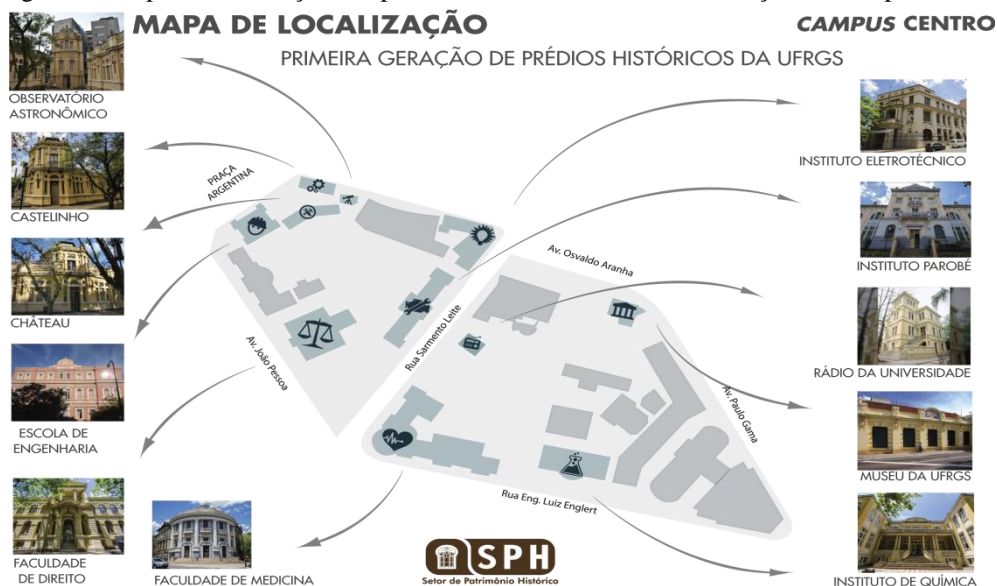 MAPA DE LOCALIZAÇÃO
CAMPUS CENTRO
PRIMEIRA GERAÇÃO DE PRÉDIOS HISTÓRICOS DA UFRGS
OBSERVATÓRIO
ASTRONÔMICO
CASTELINHO
CHÂTEAU
ESCOLA DE
ENGENHARIA
FACULDADE
DE DIREITO
FACULDADE DE MEDICINA
PRAÇA
ARGENTINA
Av. João Pessoa
Rua Sarmento Leite
Av. Osvaldo Aranha
Av. Paulo Gama
Rua Eng. Luiz Englert
INSTITUTO ELETROTÉCNICO
INSTITUTO PAROBÉ
RÁDIO DA UNIVERSIDADE
MUSEU DA UFRGS
INSTITUTO DE QUÍMICA
SPH
Setor de Patrimônio Histórico